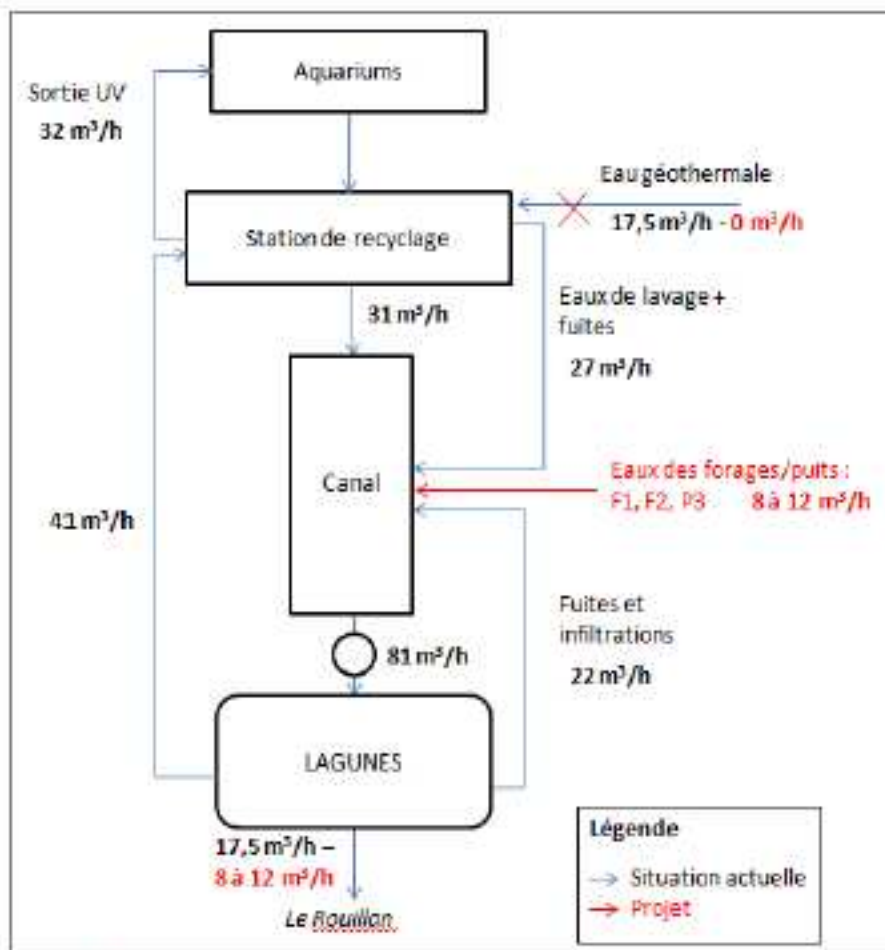 Aquariums
Sortie UV
32 m³/h
Eau géothermale
17,5 m³/h - 0 m³/h
Station de recyclage
31 m³/h
Eaux de lavage +
fuites
27 m³/h
Canal
Eaux des forages/puits :
F1, F2, P3 8 à 12 m³/h
41 m³/h
Fuites et
infiltrations
22 m³/h
81 m³/h
LAGUNES
17,5 m³/h –
8 à 12 m³/h
Le Rouillon
Légende
Situation actuelle
Projet